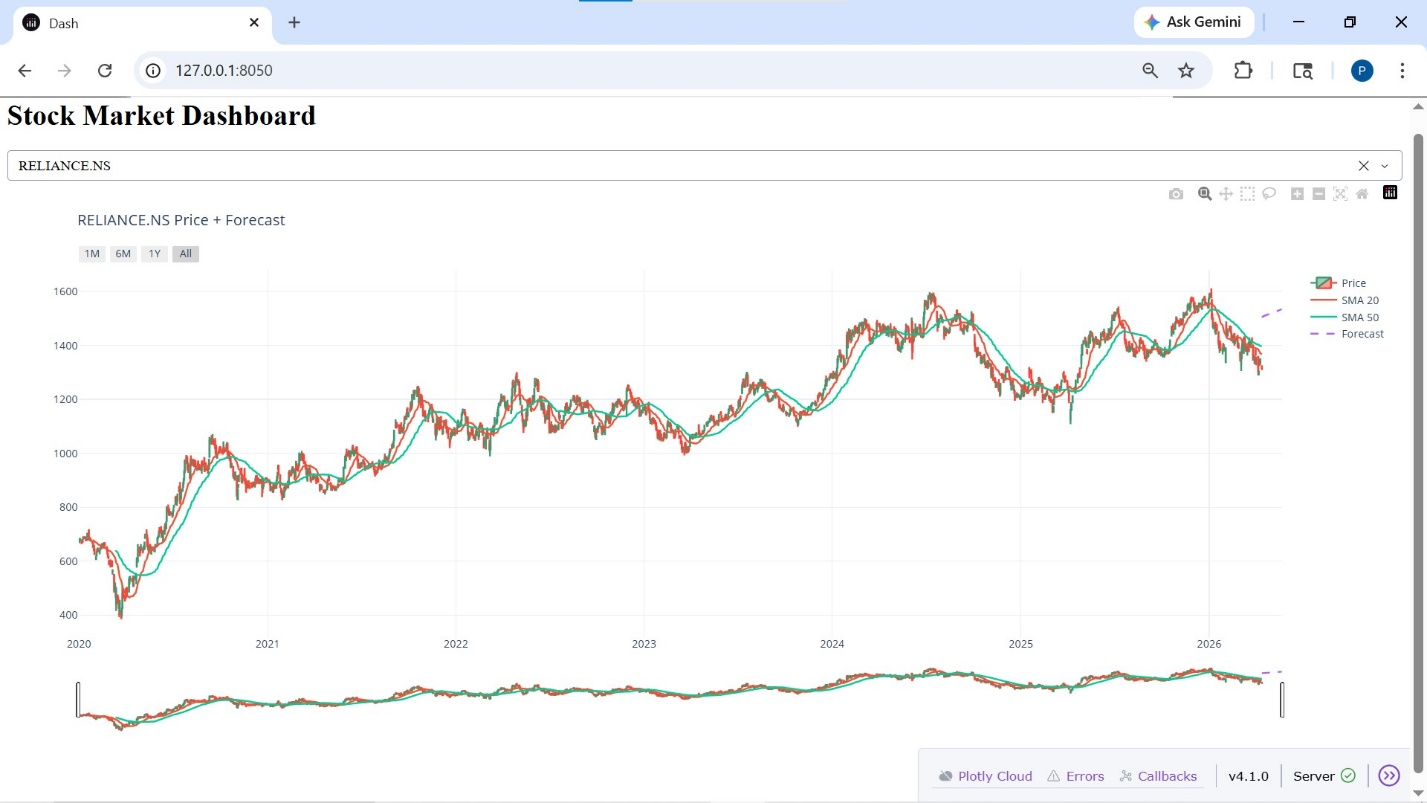 Dash
Ask Gemini
127.0.0.1:8050
P
Stock Market Dashboard
RELIANCE.NS
RELIANCE.NS Price + Forecast
1M 6M 1Y All
Price
SMA 20
SMA 50
Forecast
1600
1400
1200
1000
800
600
400
2020 2021 2022 2023 2024 2025 2026
Plotly Cloud Errors Callbacks v4.1.0 Server